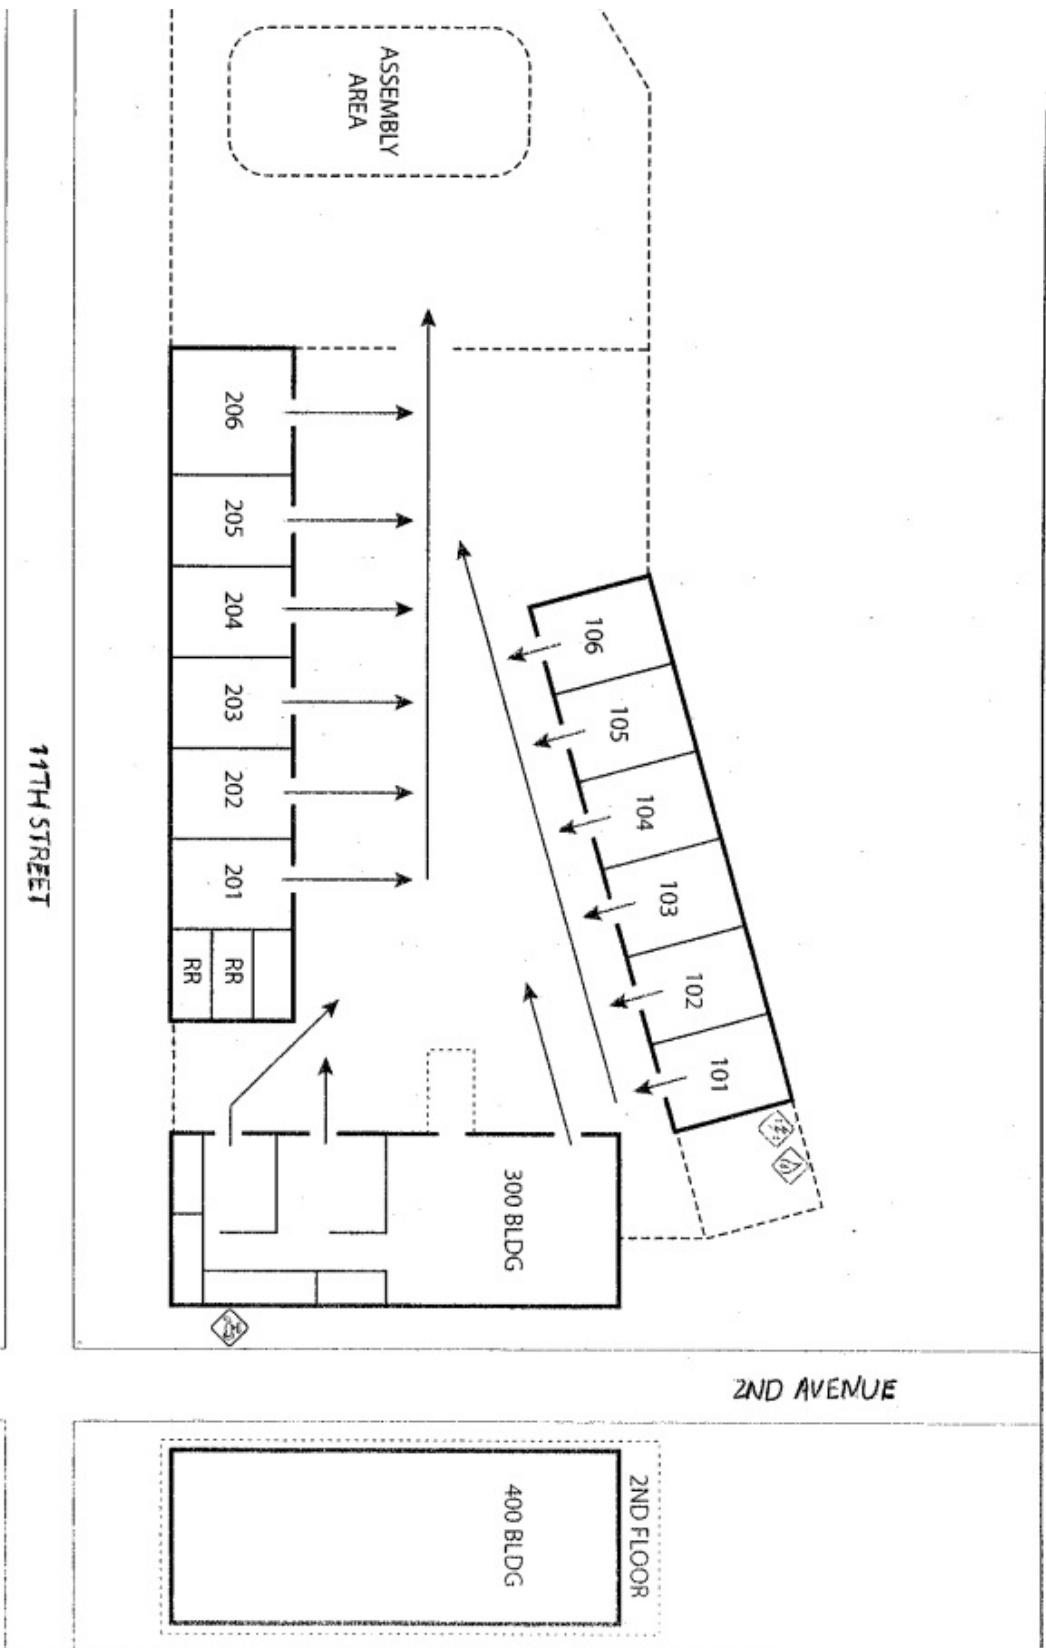 ASSEMBLY
AREA
206
205
204
203
202
201
RR
RR
106
105
104
103
102
101
300 BLDG
11TH STREET
2ND AVENUE
2ND FLOOR
400 BLDG